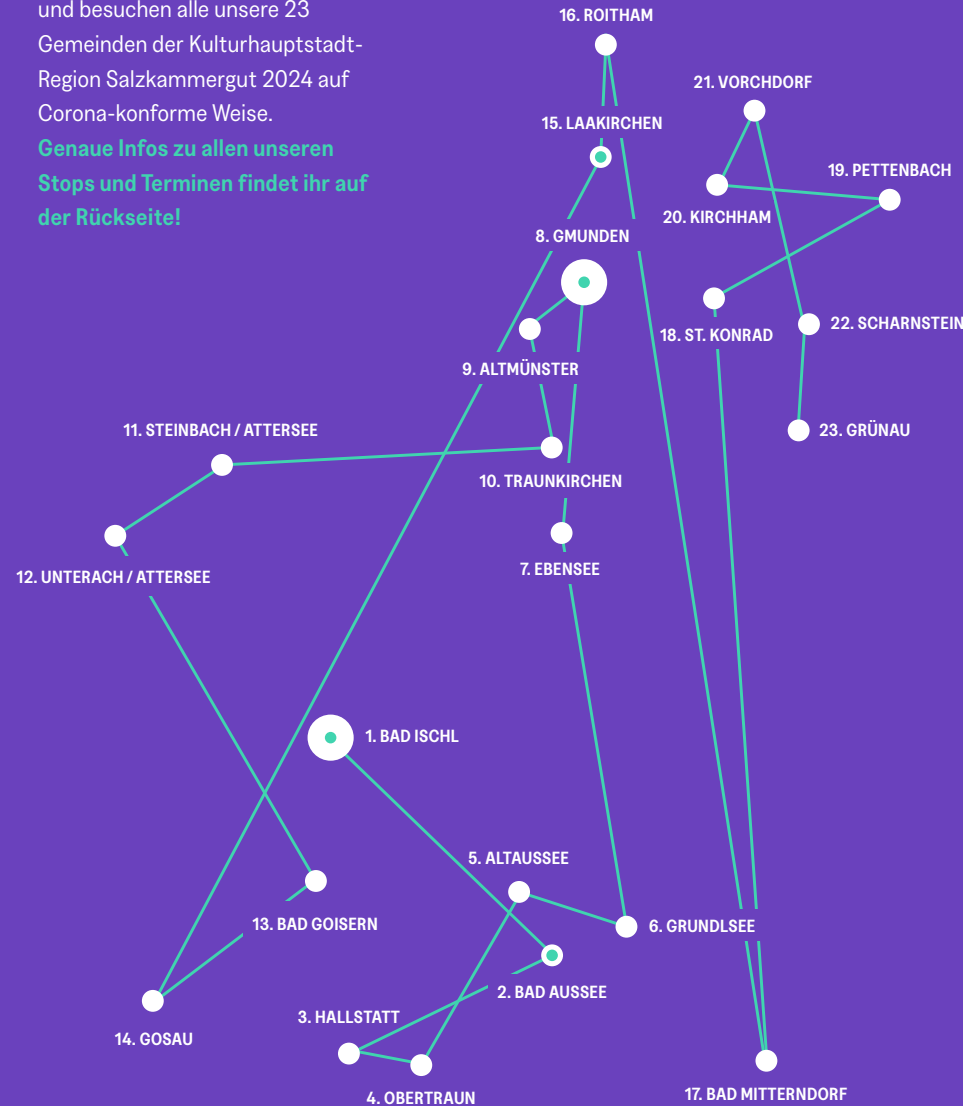 und besuchen alle unsere 23
Gemeinden der Kulturhauptstadt-
Region Salzkammergut 2024 auf
Corona-konforme Weise.
Genaue Infos zu allen unseren
Stops und Terminen findet ihr auf
der Rückseite!
16. ROITHAM
21. VORCHDORF
15. LAAKIRCHEN
19. PETTENBACH
20. KIRCHHAM
8. GMUNDEN
22. SCHARNSTEIN
18. ST. KONRAD
9. ALTMÜNSTER
11. STEINBACH / ATTERSEE
23. GRÜNAU
10. TRAUNKIRCHEN
7. EBENSEE
12. UNTERACH / ATTERSEE
1. BAD ISCHL
5. ALTAUSSEE
13. BAD GOISERN
6. GRUNDLSEE
2. BAD AUSSEE
3. HALLSTATT
14. GOSAU
17. BAD MITTERNDORF
4. OBERTRAUN